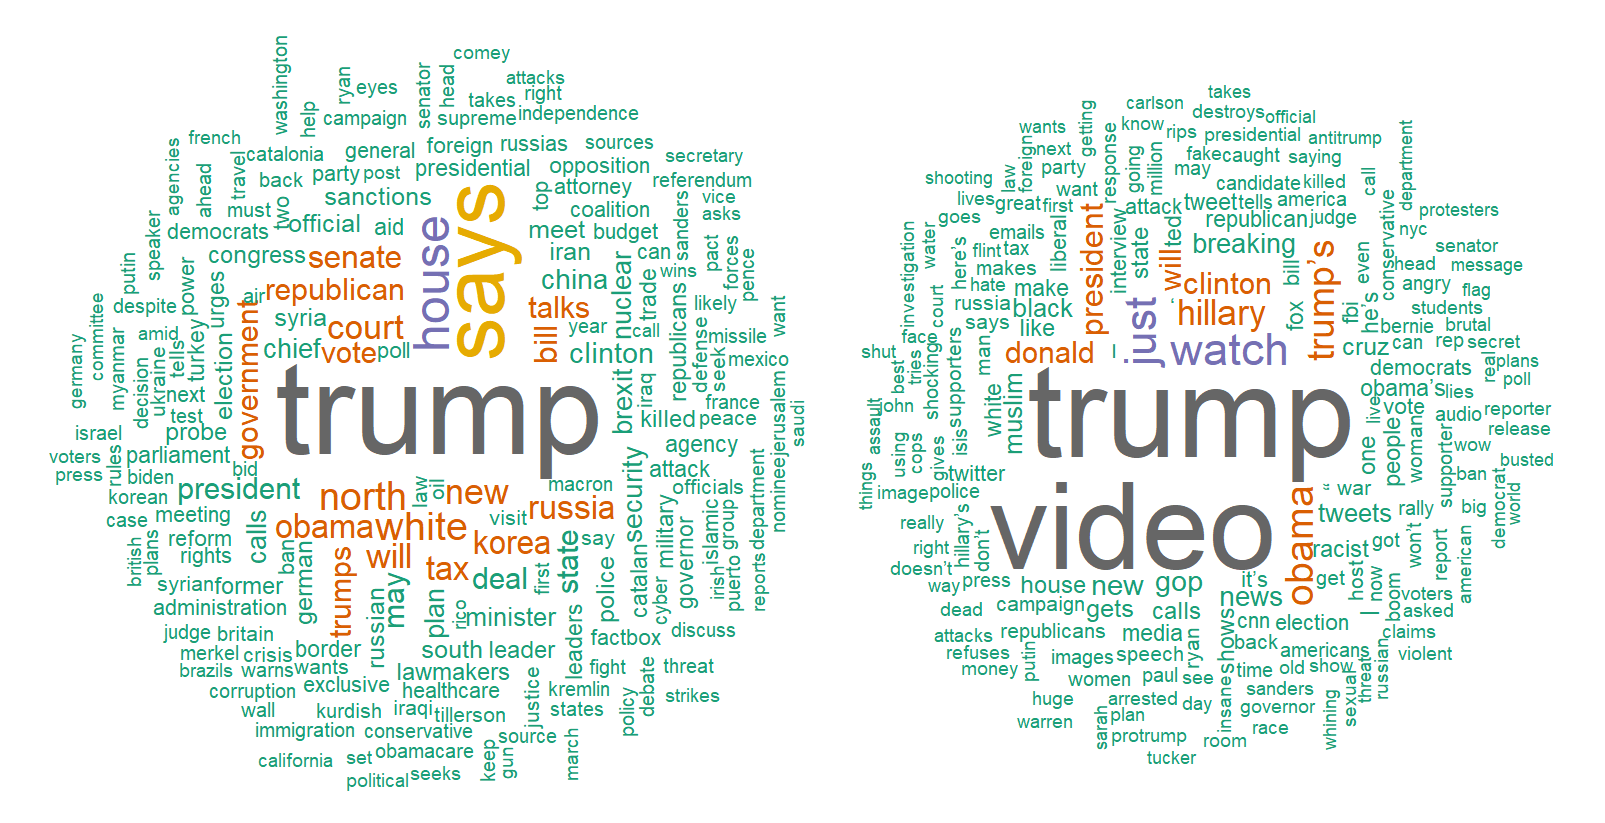 comey
washington
ryan
eyes
senator
head
attacks
right
takes
independence
help
campaign
supreme
french
catalonia
general
foreign
russias
sources
secretary
agencies
ahead
travel
back
party
post
presidential
opposition
referendum
must
two
sanctions
top
attorney
vice
official
aid
coalition
asks
democrats
meet
budget
sanders
speaker
congress
senate
house
says
iran
can
pact
forces
pence
putin
power
urges
air
republican
china
nuclear
trade
wins
likely
committee
despite
government
syria
court
talks
year
call
republicans
missile
want
germany
myanmar
amid
tells
turkey
chief
vote
poll
bill
clinton
defense
seek
mexico
decision
ukraine
next
election
trump
brexit
iraq
france
jerusalem
test
killed
peace
saudi
israel
probe
agency
voters
rules
parliament
press
biden
bid
attack
korean
president
north
law
oil
new
macron
security
officials
case
meeting
obama
white
visit
russia
nominee
department
british
plans
reform
calls
rights
ban
will
korea
say
military
islamic
group
syrian
former
german
trumps
tax
deal
first
state
police
catalan
cyber
governor
irish
puerto
reports
administration
russian
may
plan
rico
minister
judge
britain
factbox
discuss
merkel
crisis
border
south
leader
leaders
brazils
warns
wants
lawmakers
fight
debate
threat
corruption
exclusive
healthcare
justice
kremlin
strikes
wall
kurdish
iraqi
tillerson
states
policy
immigration
conservative
source
california
set
obamacare
keep
gun
march
political
seeks
takes
carlson
destroys
official
wants
getting
know
rips
presidential
antitrump
department
foreign
next
party
response
going
million
fake
caught
saying
may
shooting
law
want
candidate
killed
call
lives
great
first
attack
tweet
tells
america
conservative
protesters
goes
emails
president
interview
republican
judge
nyc
investigation
water
here's
flint
tax
liberal
state
will
ted
breaking
trump's
even
senator
makes
head
message
hate
make
clinton
bill
angry
flag
court
russia
black
just
‘
hillary
fox
fbi
he's
students
face
says
like
bernie
brutal
shut
shocking
man
donald
I
watch
cruz
can
rep
secret
best
tries
supporters
democrats
real
plans
john
white
muslim
trump
obama's
lies
poll
assault
live
vote
audio
reporter
using
cops
gives
isis
one
people
woman
supporter
release
wow
things
twitter
ban
busted
image
police
video
obama
“
war
democrat
world
really
hillary's
don't
tweets
rally
big
right
racist
got
won't
report
american
doesn't
way
press
house
new
gop
it's
get
host
now
dead
campaign
gets
calls
news
I
boom
voters
asked
attacks
republicans
media
shows
cnn
election
claims
refuses
putin
images
speech
ryan
back
americans
violent
money
women
paul
see
insane
time
old
show
sexual
threats
russian
huge
arrested
day
sanders
warren
sarah
plan
governor
whining
protrump
room
race
tucker